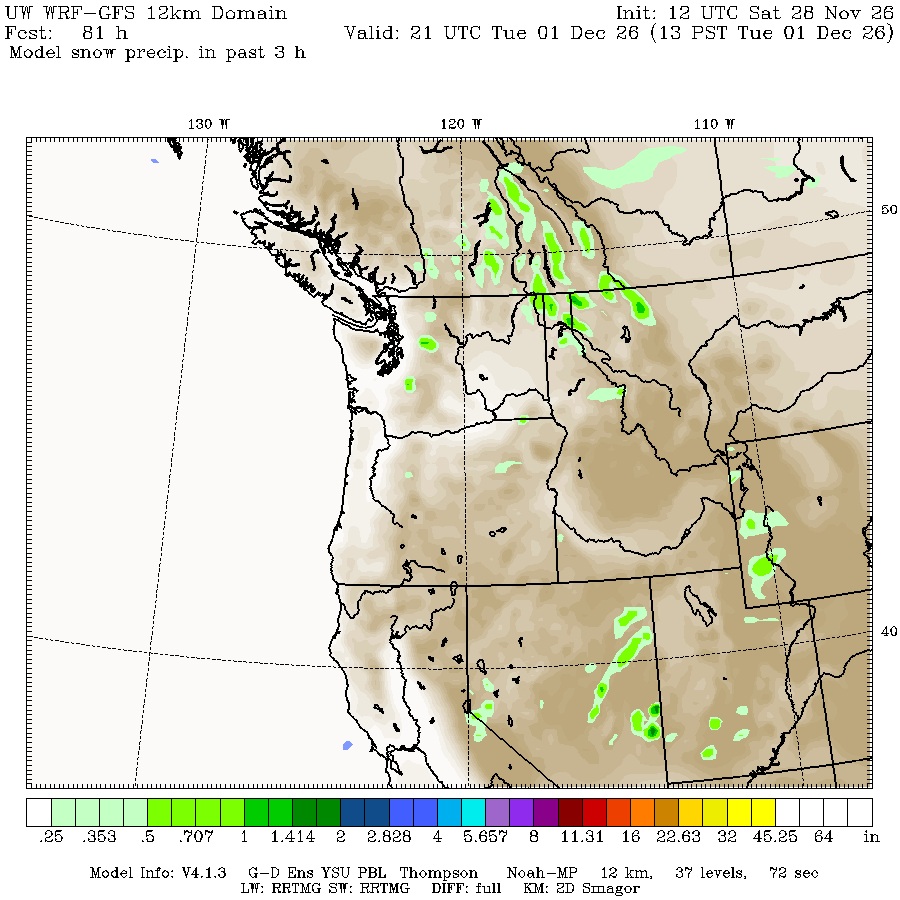 UW WRF-GFS 12km Domain Init: 12 UTC Sat 28 Nov 26
Fcst: 81 h Valid: 21 UTC Tue 01 Dec 26 (13 PST Tue 01 Dec 26)
Model snow precip. in past 3 h
130 W 120 W 110 W
50
40
.25 .353 .5 .707 1 1.414 2 2.828 4 5.657 8 11.31 16 22.63 32 45.25 64 in
Model Info: V4.1.3 G-D Ens YSU PBL Thompson Noah-MP 12 km, 37 levels, 72 sec
LW: RRTMG SW: RRTMG DIFF: full KM: 2D Smagor